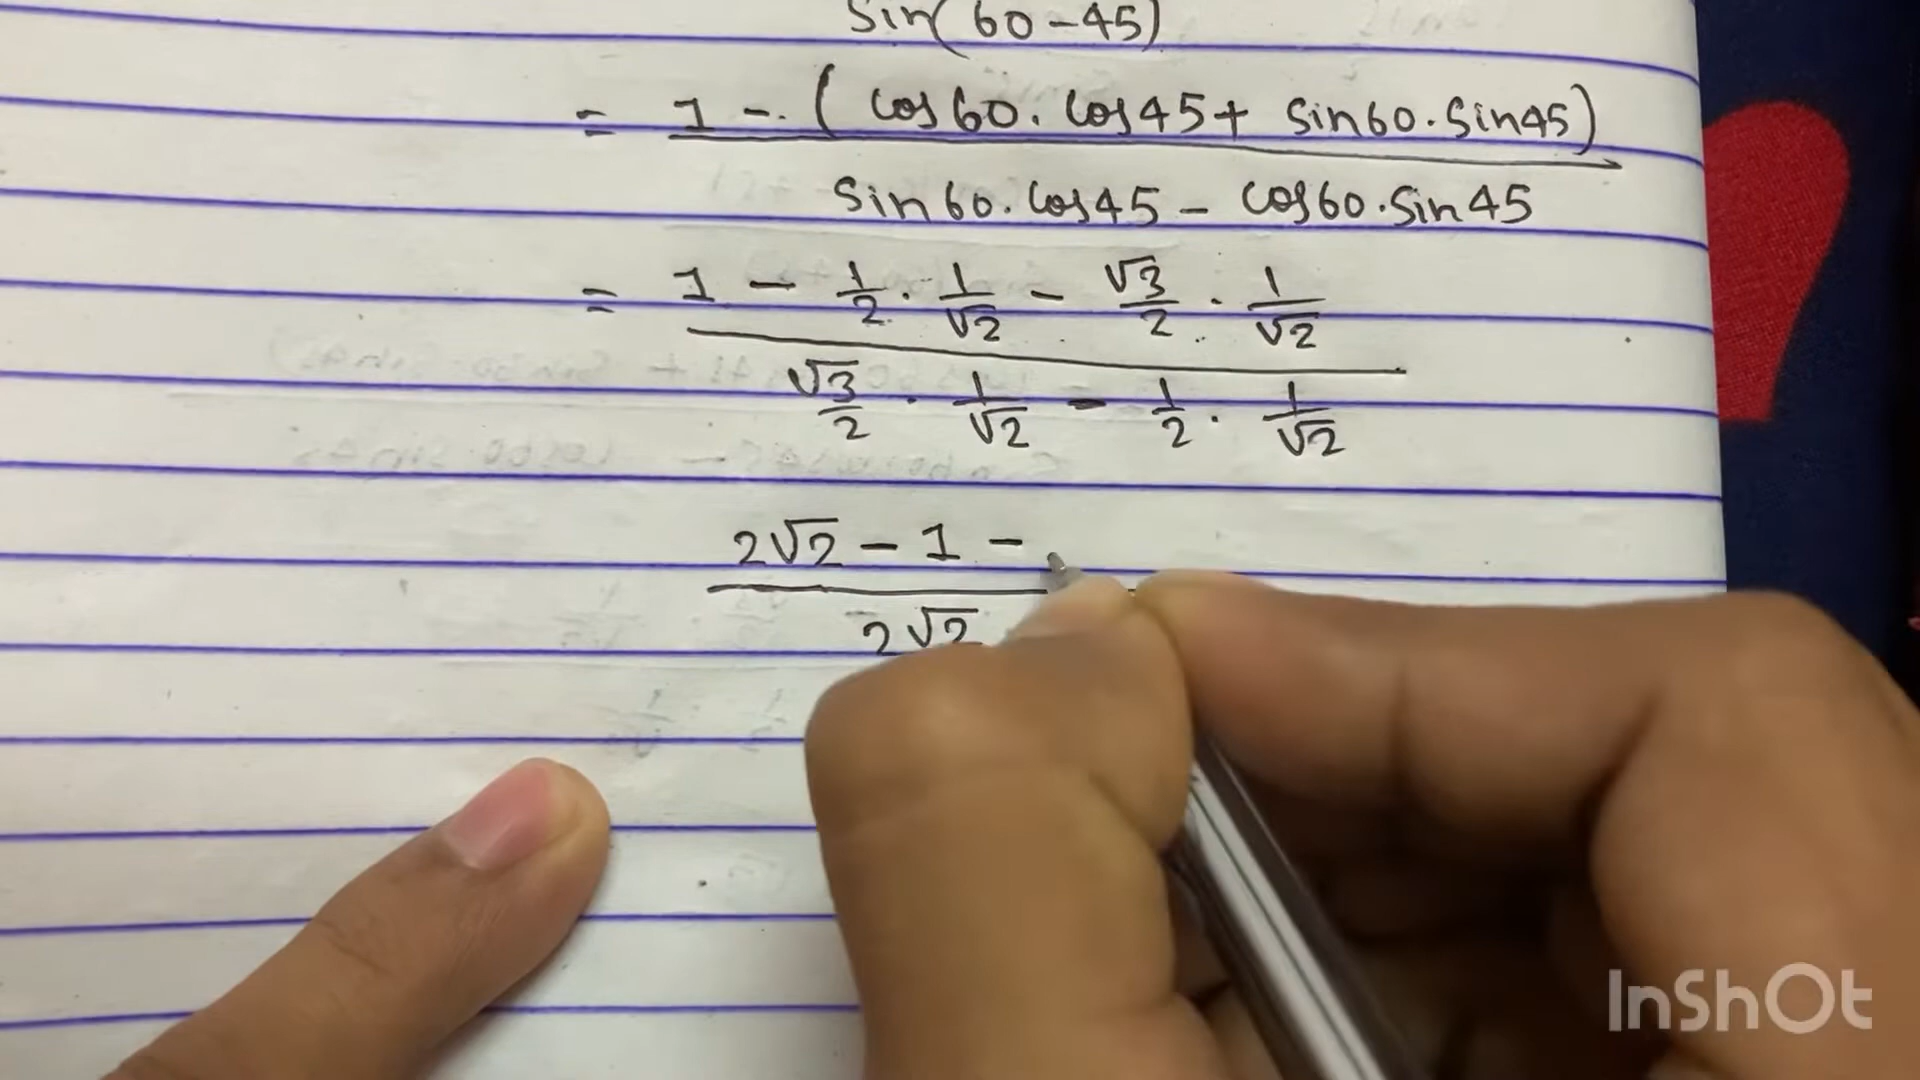 Sin(60-45)
= 1 - (cos60.cos45+ sin60.sin45)
sin60.cos45 - cos60.sin45
= 1 - 1/2 . 1/√2 - √3/2 . 1/√2
√3/2 . 1/√2 - 1/2 . 1/√2
2√2 - 1 -
2√2
InShOt